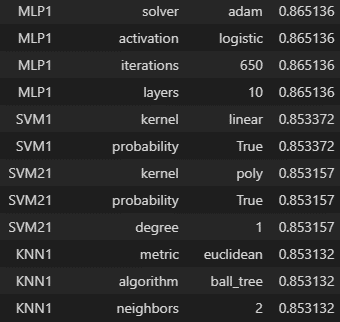 MLP1 solver adam 0.865136
MLP1 activation logistic 0.865136
MLP1 iterations 650 0.865136
MLP1 layers 10 0.865136
SVM1 kernel linear 0.853372
SVM1 probability True 0.853372
SVM21 kernel poly 0.853157
SVM21 probability True 0.853157
SVM21 degree 1 0.853157
KNN1 metric euclidean 0.853132
KNN1 algorithm ball_tree 0.853132
KNN1 neighbors 2 0.853132